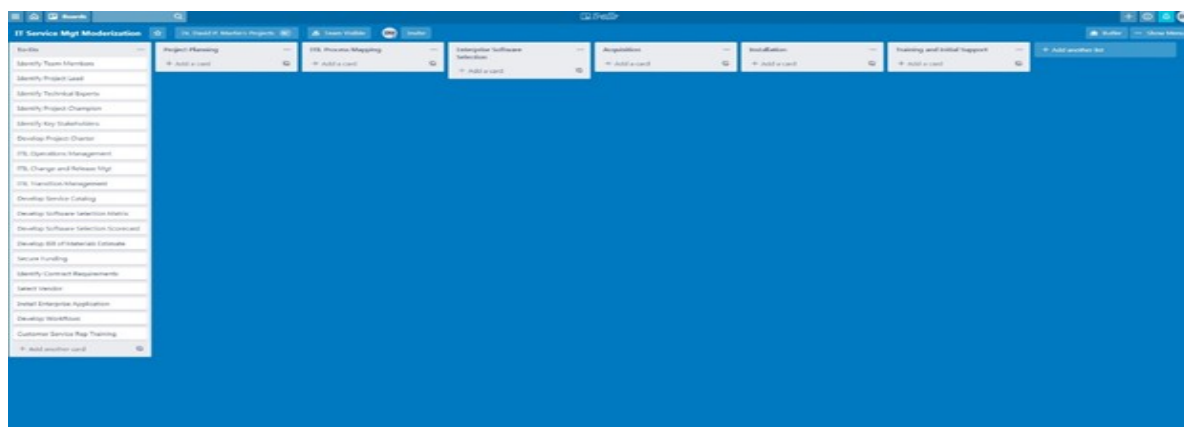 Boards
Trello
IT Service Mgt Moderization
Team Visible
Invite
Butler
Show Menu
To-Do
Identify Team Members
Identify Project Lead
Identify Technical Experts
Identify Project Champion
Identify Key Stakeholders
Develop Project Charter
ITIL Operations Management
ITIL Change and Release Mgt
ITIL Transition Management
Develop Service Catalog
Develop Software Selection Matrix
Develop Software Selection Scorecard
Develop Bill of Materials Estimate
Secure Funding
Identify Contract Requirements
Select Vendor
Install Enterprise Application
Develop Workflows
Customer Service Rep Training
+ Add another card
Project Planning
+ Add a card
ITIL Process Mapping
+ Add a card
Enterprise Software
Selection
+ Add a card
Acquisition
+ Add a card
Installation
+ Add a card
Training and Initial Support
+ Add a card
+ Add another list